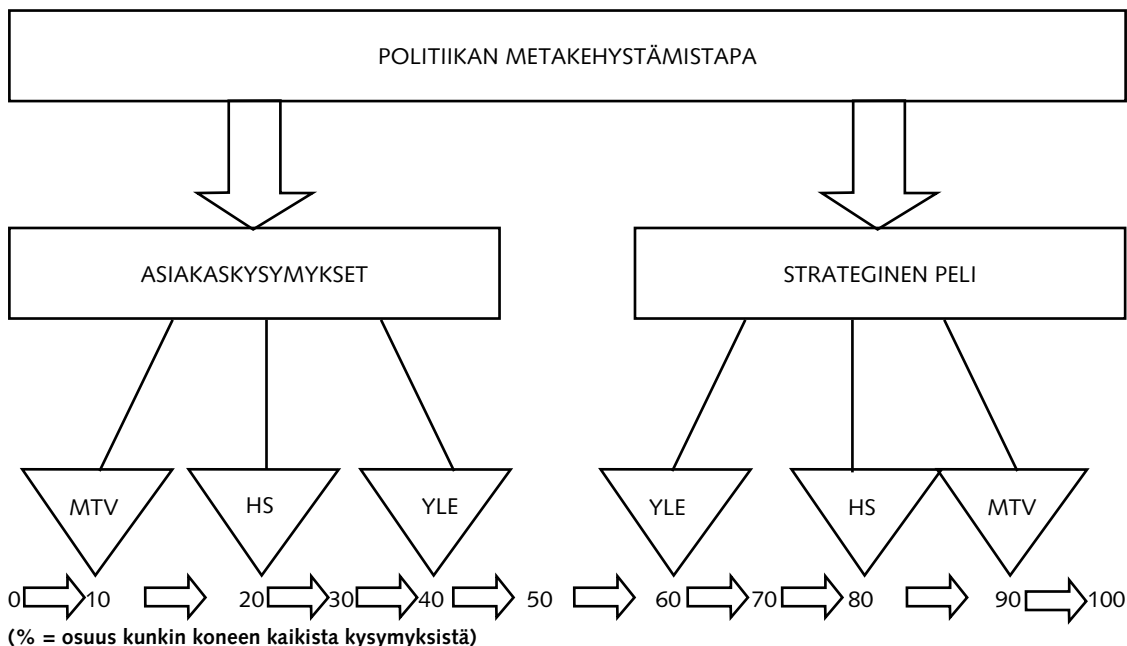 POLITIIKAN METAKEHYSTÄMISTAPA
ASIAKASKYSYMYKSET
STRATEGINEN PELI
MTV HS YLE YLE HS MTV
0 10 20 30 40 50 60 70 80 90 100
(% = osuus kunkin koneen kaikista kysymyksistä)